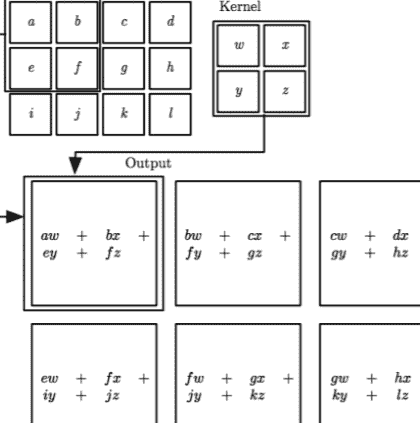 Kernel
a b c d
w x
e f g h
y z
i j k l
Output
aw + bx +
ey + fz
bw + cx +
fy + gz
cw + dx
gy + hz
ew + fx +
iy + jz
fw + gx +
jy + kz
gw + hx
ky + lz